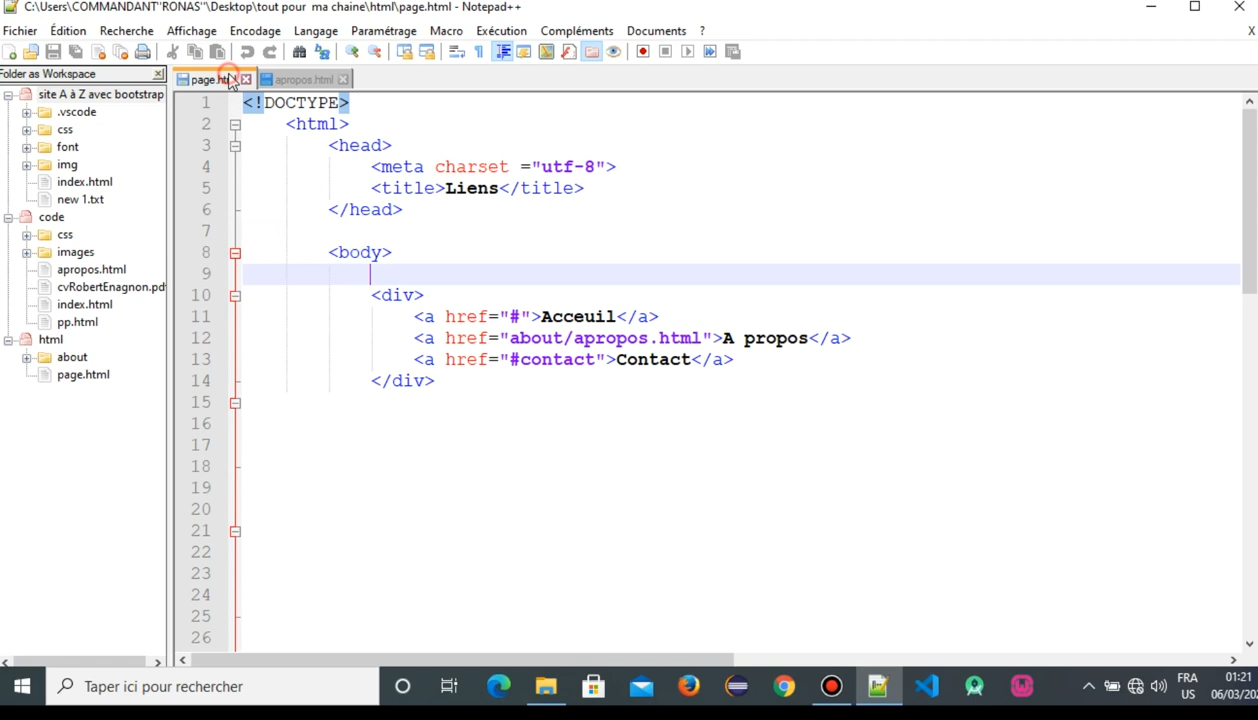 C:\Users\COMMANDANT"RONAS"\Desktop\tout pour ma chaine\html\page.html - Notepad++
Fichier Édition Recherche Affichage Encodage Langage Paramétrage Macro Exécution Compléments Documents ? X
Folder as Workspace
page.html apropos.html
site A à Z avec bootstrap
.vscode
css
font
img
index.html
new 1.txt
code
css
images
apropos.html
cvRobertEnagnon.pd
index.html
pp.html
html
about
page.html
1 <!DOCTYPE>
2 <html>
3 <head>
4 <meta charset ="utf-8">
5 <title>Liens</title>
6 </head>
7
8 <body>
9
10 <div>
11 <a href="#">Acceuil</a>
12 <a href="about/apropos.html">A propos</a>
13 <a href="#contact">Contact</a>
14 </div>
15
16
17
18
19
20
21
22
23
24
25
26
Taper ici pour rechercher
FRA
US
01:21
06/03/202